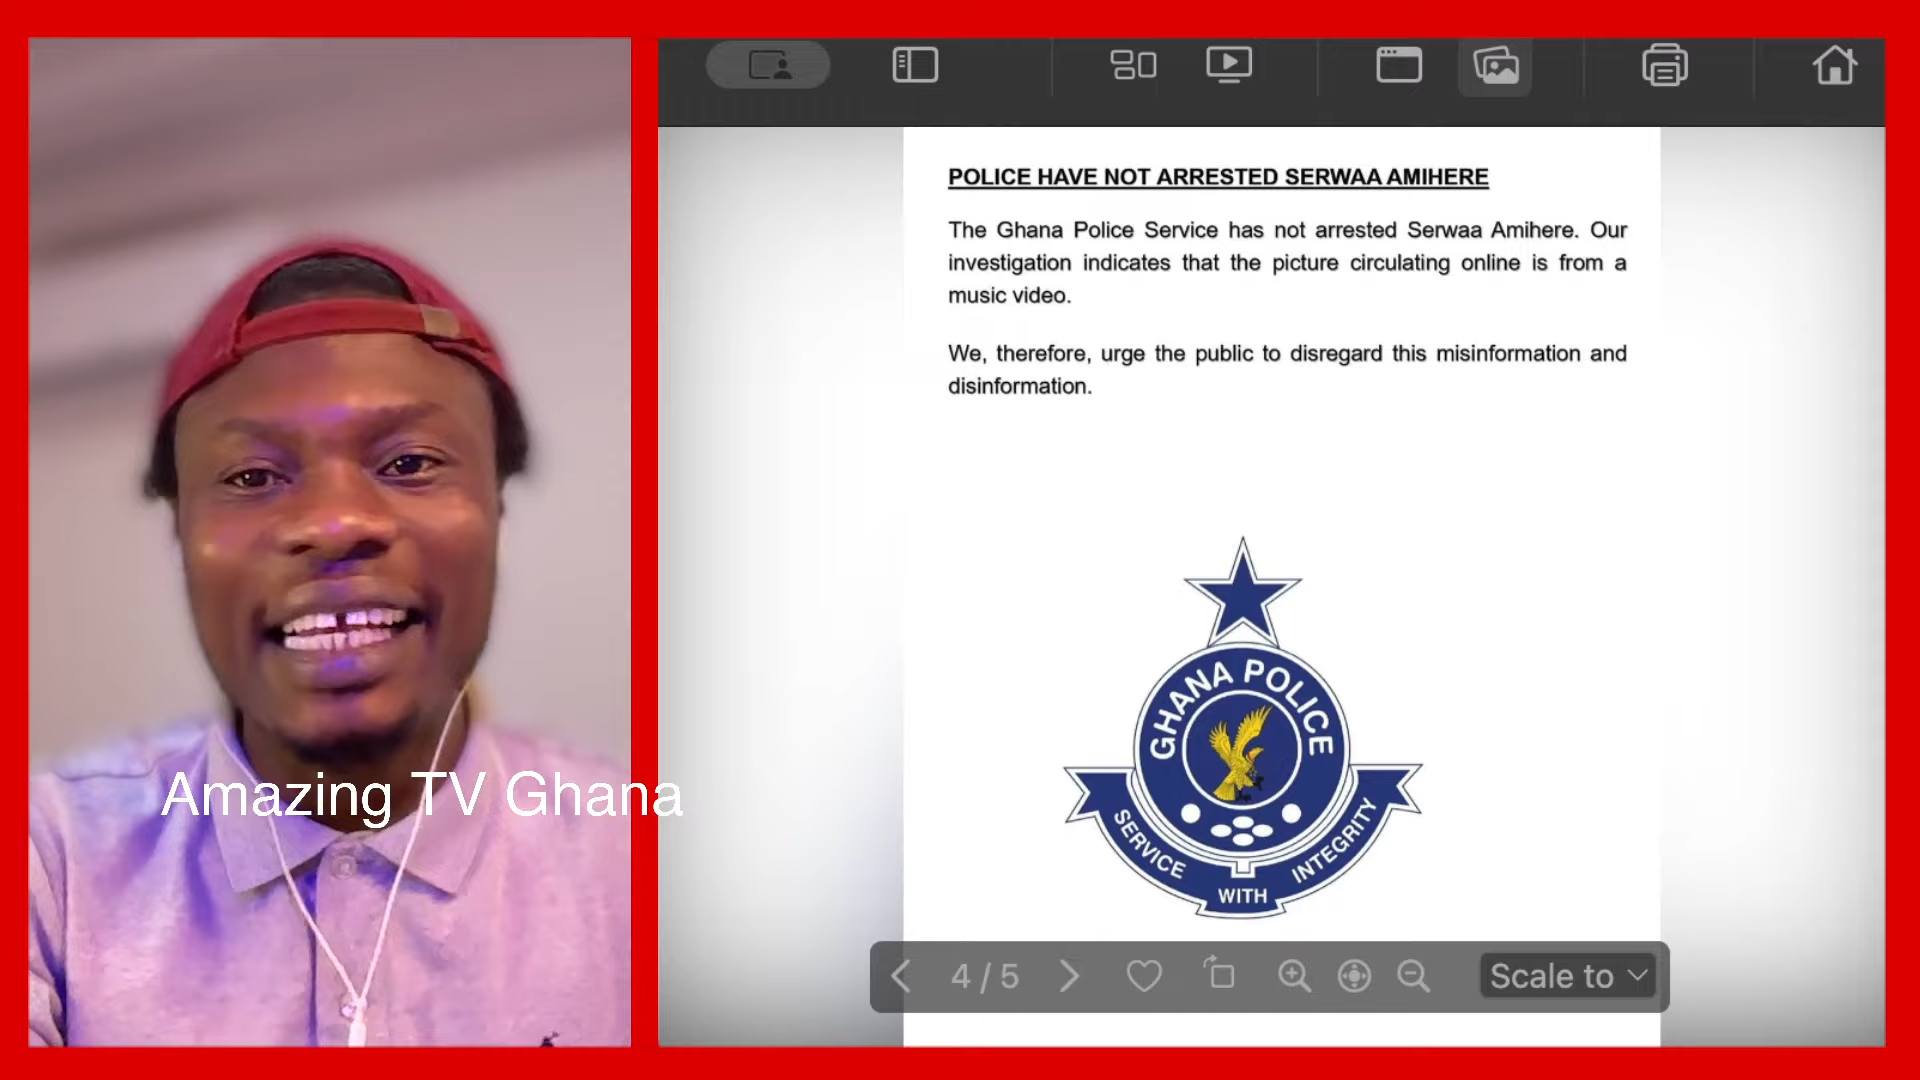 POLICE HAVE NOT ARRESTED SERWAA AMIHERE
The Ghana Police Service has not arrested Serwaa Amihere. Our
investigation indicates that the picture circulating online is from a
music video.
We, therefore, urge the public to disregard this misinformation and
disinformation.
GHANA POLICE
SERVICE WITH INTEGRITY
Amazing TV Ghana
4 / 5
Scale to